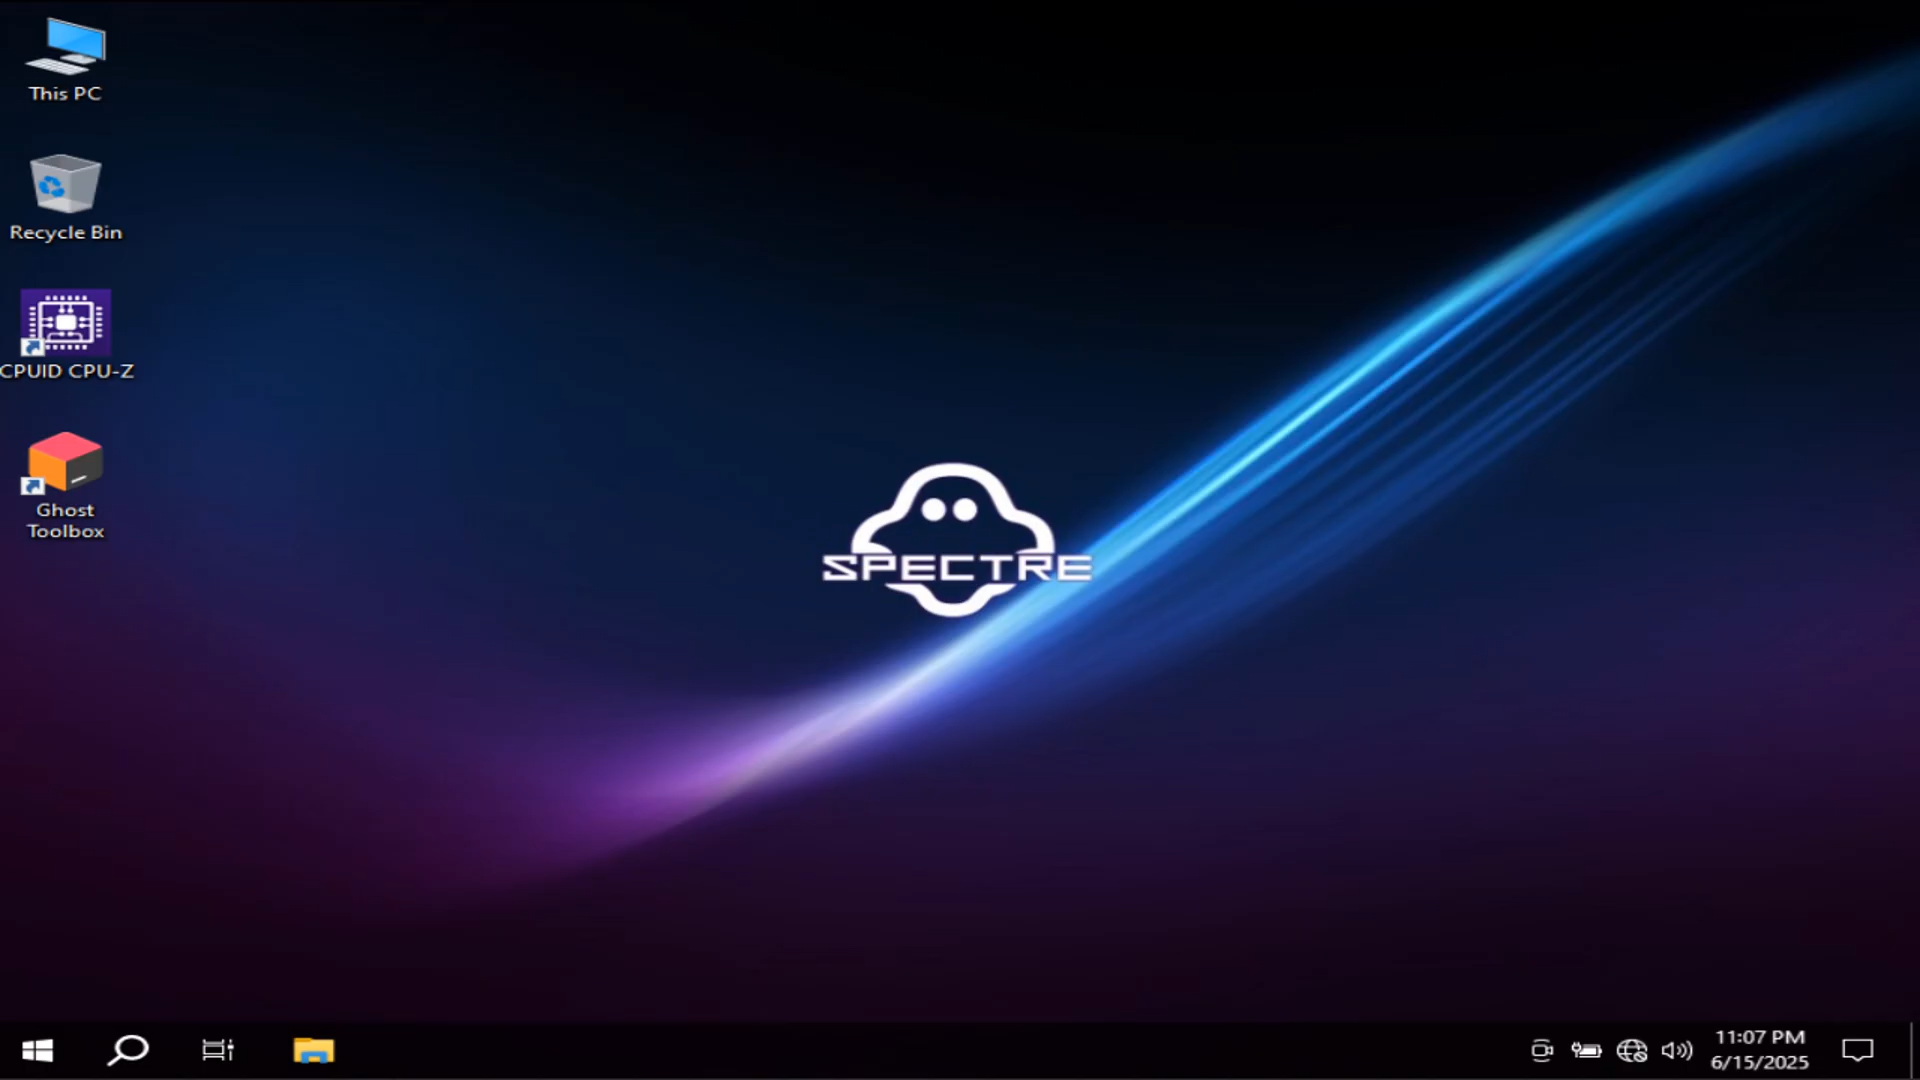 This PC
Recycle Bin
CPUID CPU-Z
Ghost
Toolbox
SPECTRE
11:07 PM
6/15/2025